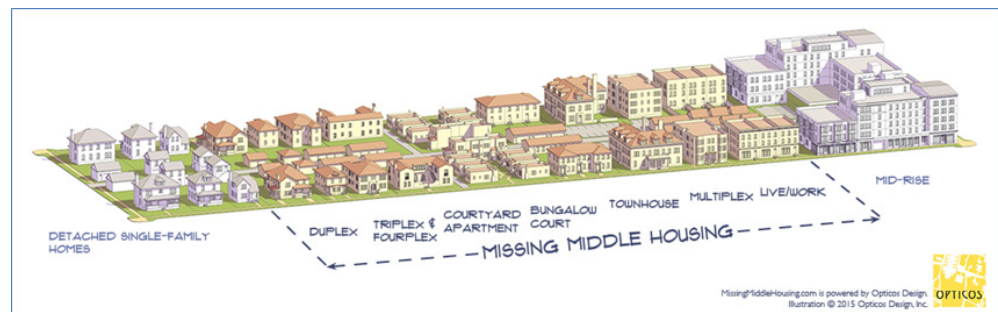 DETACHED SINGLE-FAMILY
HOMES
DUPLEX
TRIPLEX &
FOURPLEX
COURTYARD
APARTMENT
BUNGALOW
COURT
TOWNHOUSE
MULTIPLEX
LIVE/WORK
MID-RISE
MISSING MIDDLE HOUSING
MissingMiddleHousing.com is powered by Opticos Design.
Illustration © 2015 Opticos Design, Inc.
OPTICOS